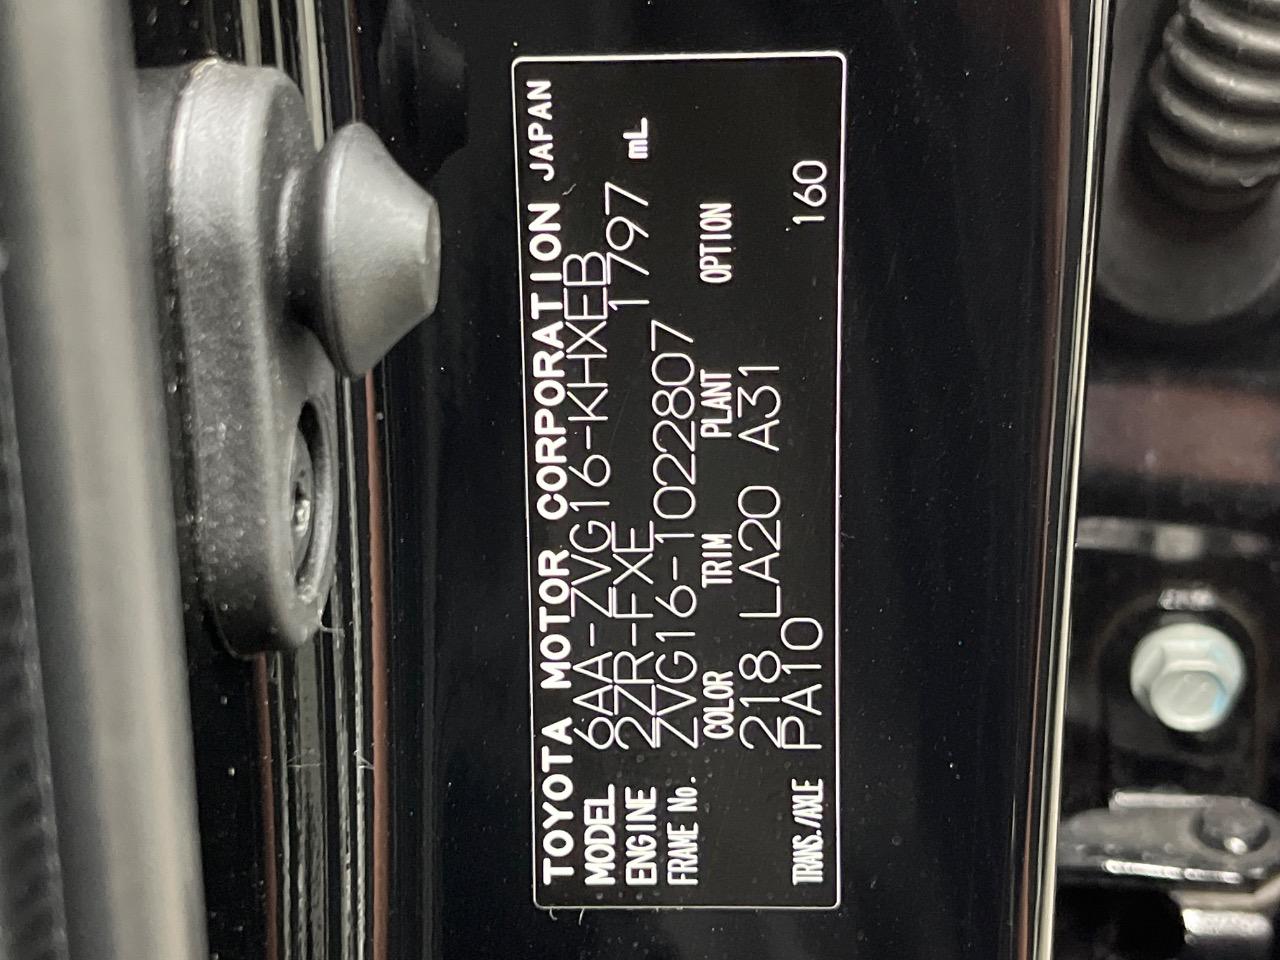 TOYOTA MOTOR CORPORATION JAPAN
MODEL 6AA-ZVG16-KHXEB
ENGINE 2ZR-FXE 1797 mL
FRAME No. ZVG16-1022807
COLOR TRIM PLANT OPTION
218 LA20 A31
TRANS./AXLE PA10 160